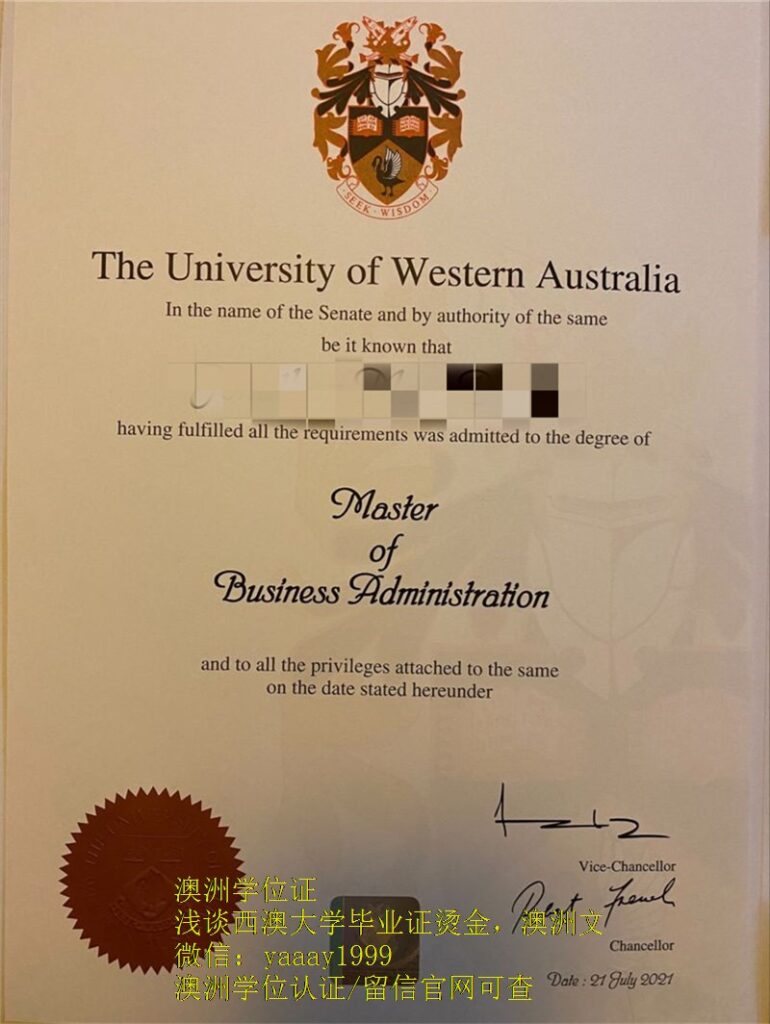 SEEK · WISDOM
The University of Western Australia
In the name of the Senate and by authority of the same
be it known that
having fulfilled all the requirements was admitted to the degree of
Master
of
Business Administration
and to all the privileges attached to the same
on the date stated hereunder
Vice-Chancellor
Robert French
Chancellor
Date : 21 July 2021
澳洲学位证
浅谈西澳大学毕业证烫金，澳洲文
微信：yaaay1999
澳洲学位认证/留信官网可查